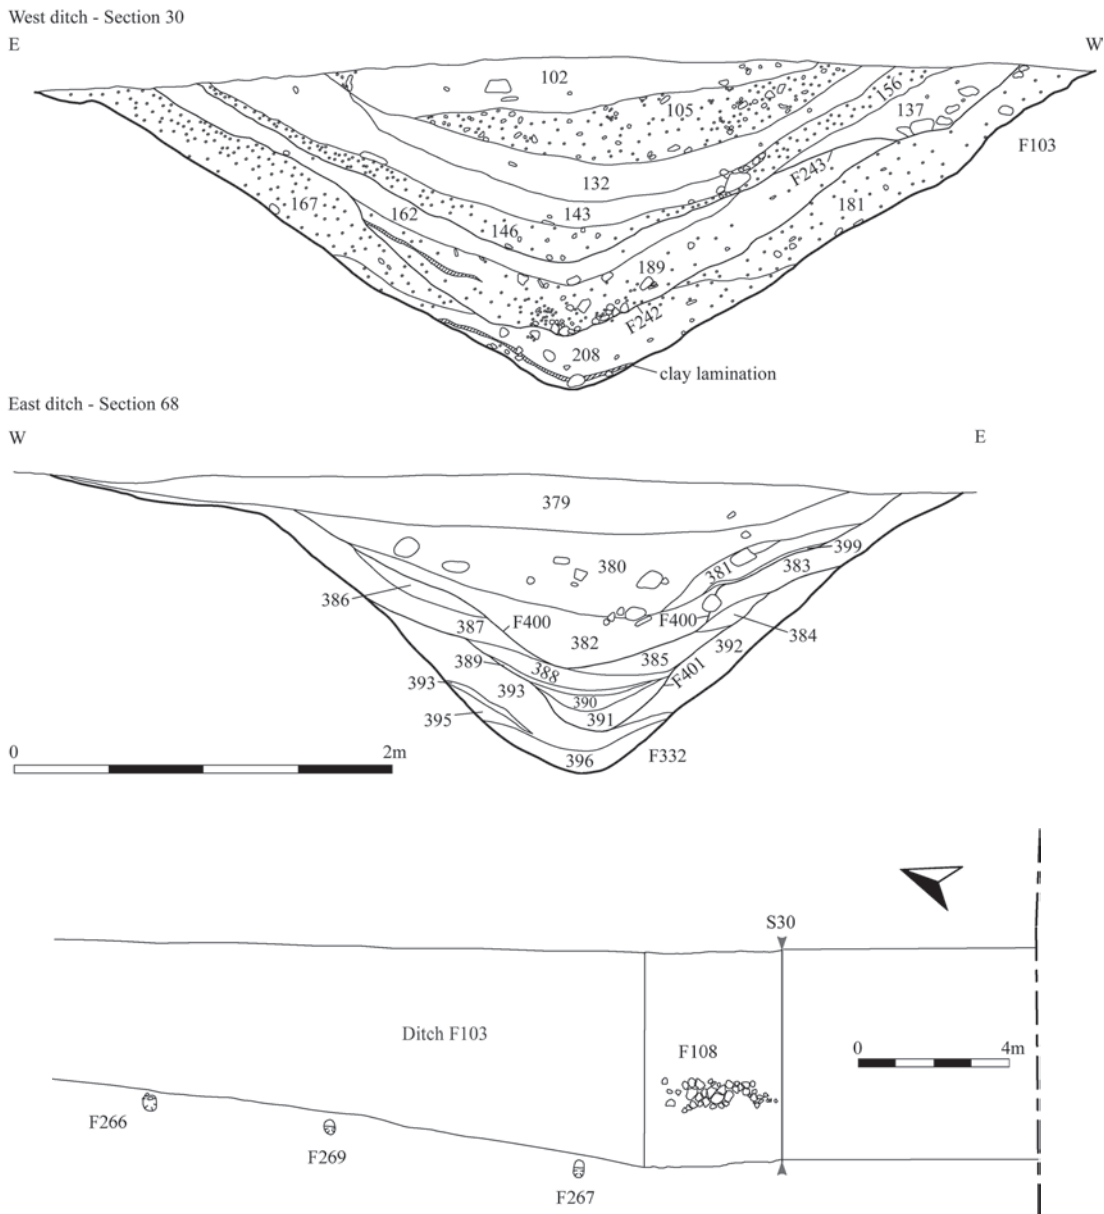 West ditch - Section 30
E W
102
105
156
137
F103
132
F243
167
162
143
181
146
189
F242
208
clay lamination
East ditch - Section 68
W E
379
380
381
399
383
386
387
F400
382
F400
384
392
385
389
388
F401
393
393
390
395
391
396
F332
0 2m
S30
Ditch F103
F108
0 4m
F266
F269
F267